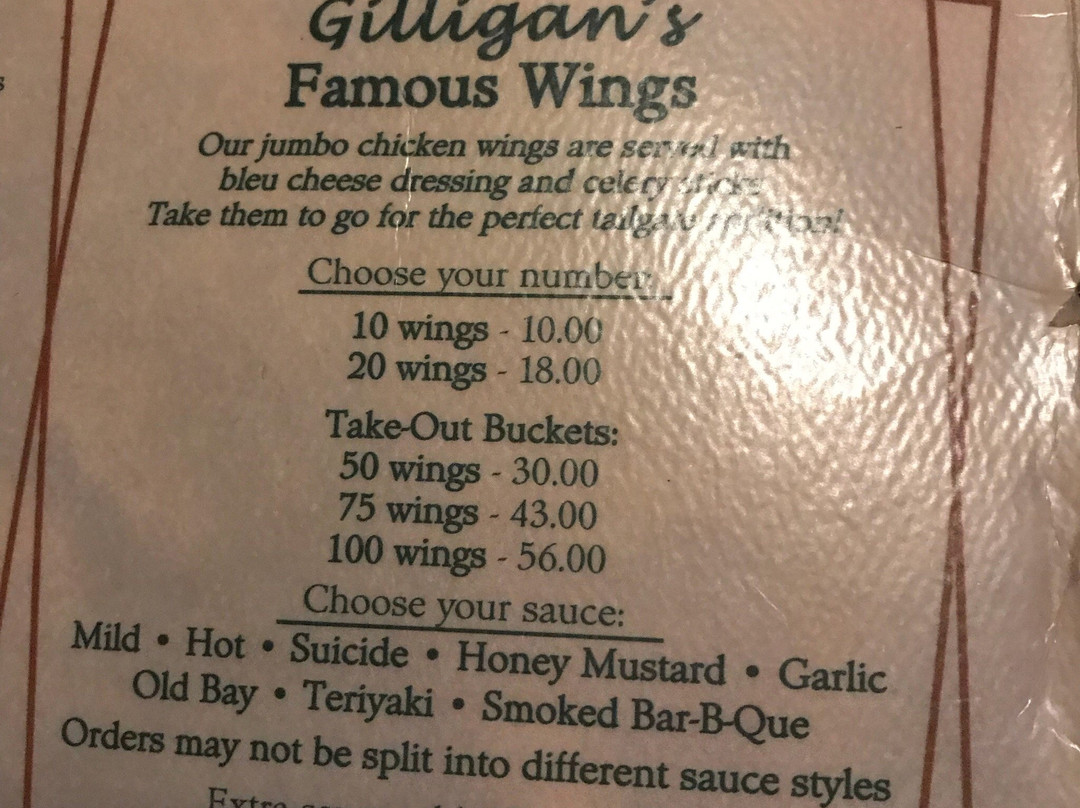 Gilligan's
Famous Wings
Our jumbo chicken wings are served with
bleu cheese dressing and celery sticks
Take them to go for the perfect tailgate
Choose your number:
10 wings - 10.00
20 wings - 18.00
Take-Out Buckets:
50 wings - 30.00
75 wings - 43.00
100 wings - 56.00
Choose your sauce:
Mild • Hot • Suicide • Honey Mustard • Garlic
Old Bay • Teriyaki • Smoked Bar-B-Que
Orders may not be split into different sauce styles
Extra